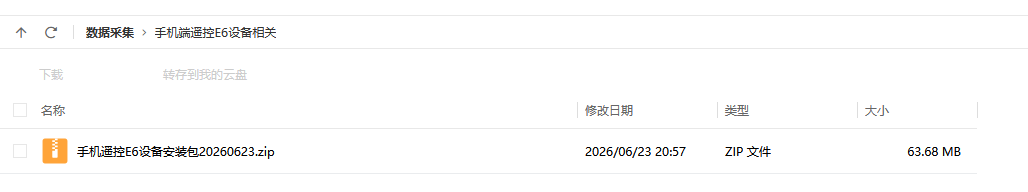 数据采集 › 手机端遥控E6设备相关
下载 转存到我的云盘
名称 修改日期 类型 大小
手机遥控E6设备安装包20260623.zip 2026/06/23 20:57 ZIP 文件 63.68 MB